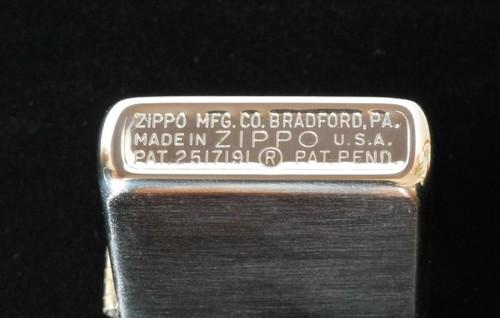 ZIPPO MFG. CO. BRADFORD, PA.
MADE IN ZIPPO U.S.A.
PAT. 2517191 ® PAT. PEND.